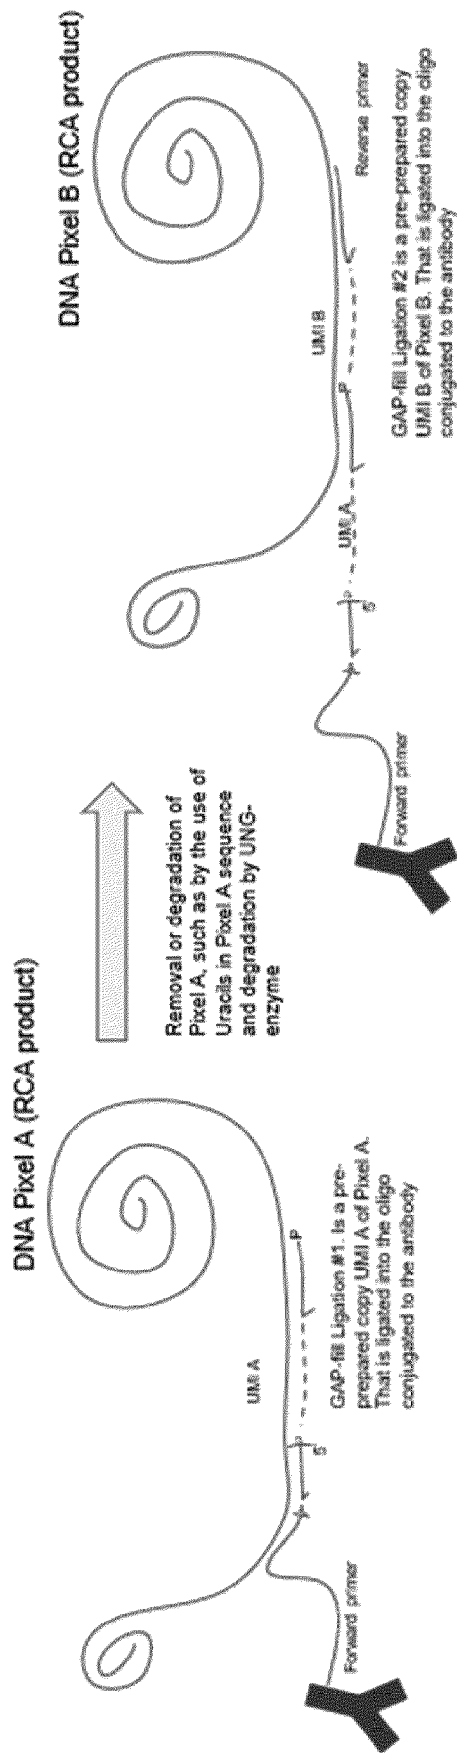 DNA Pixel A (RCA product)
UMI A
P
P
5
Forward primer
GAP-fill Ligation #1. Is a pre-
prepared copy UMI A of Pixel A.
That is ligated into the oligo
conjugated to the antibody
Removal or degradation of
Pixel A, such as by the use of
Uracils in Pixel A sequence
and degradation by UNG-
enzyme
DNA Pixel B (RCA product)
UMI B
UMI A
P
P
5
Forward primer
Reverse primer
GAP-fill Ligation #2 is a pre-prepared copy
UMI B of Pixel B. That is ligated into the oligo
conjugated to the antibody